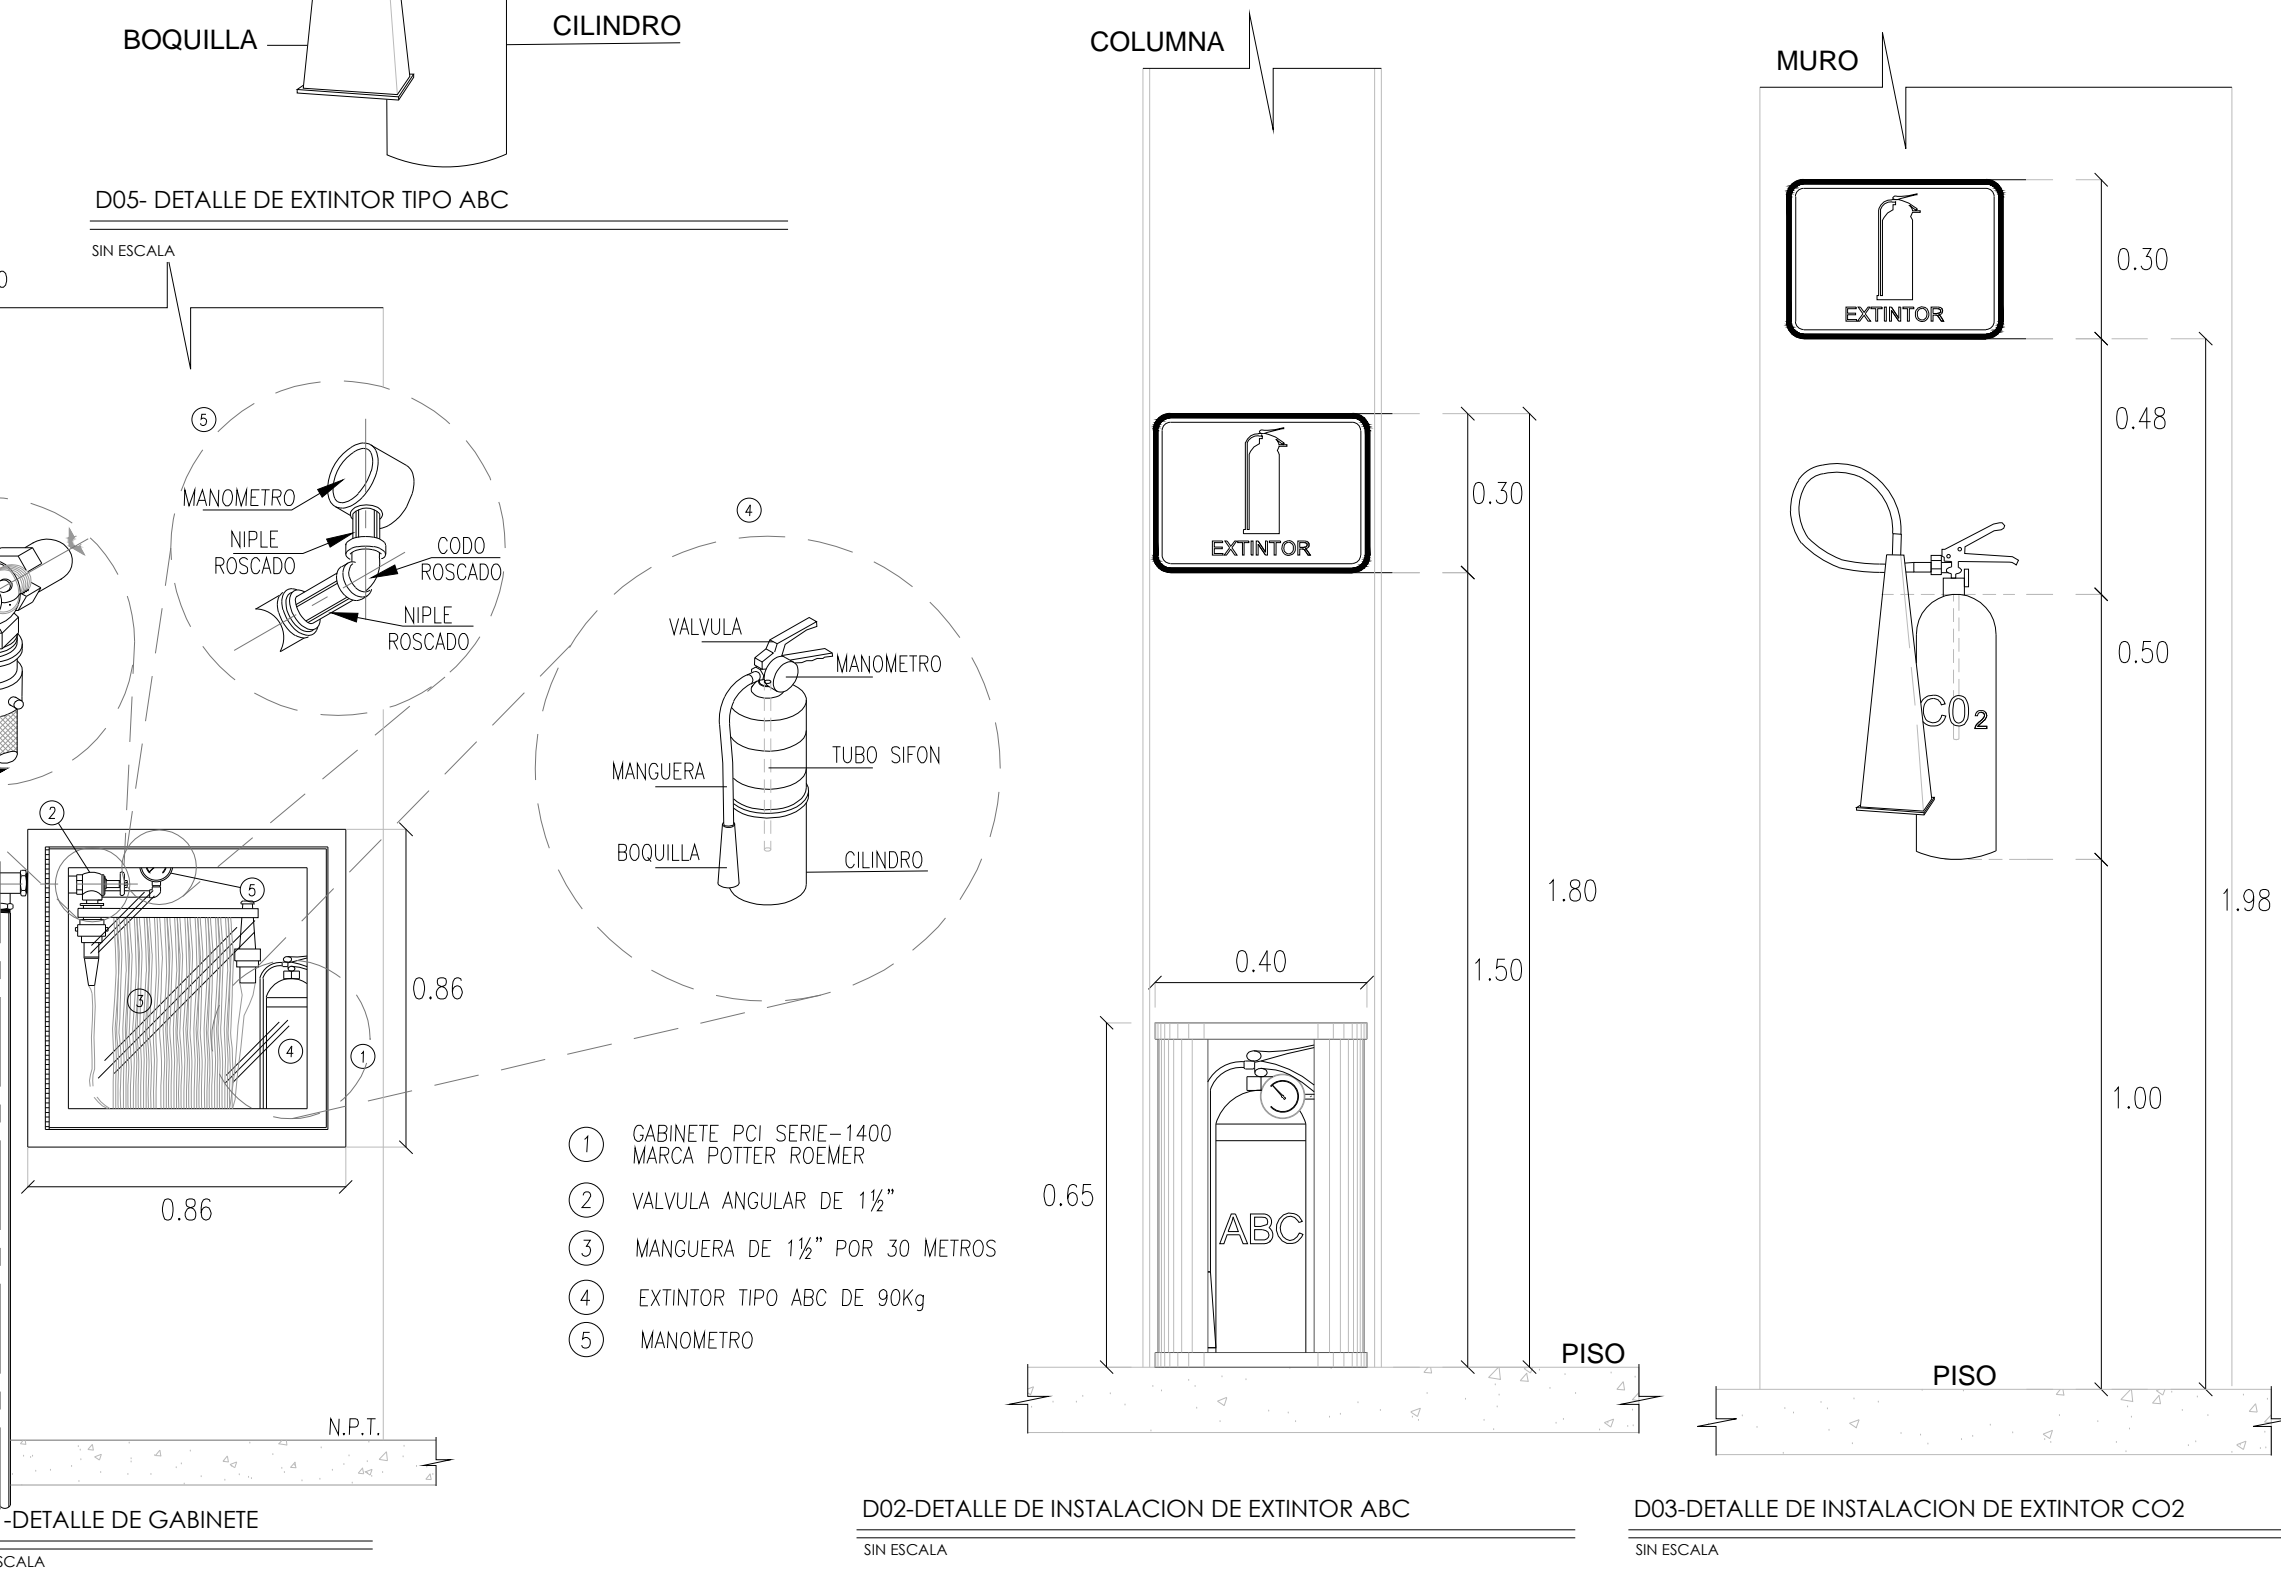 BOQUILLA
CILINDRO
D05- DETALLE DE EXTINTOR TIPO ABC
SIN ESCALA
0
5
MANOMETRO
NIPLE
ROSCADO
CODO
ROSCADO
NIPLE
ROSCADO
4
VALVULA
MANOMETRO
TUBO SIFON
MANGUERA
BOQUILLA
CILINDRO
2
5
3
4
1
0.86
0.86
1 GABINETE PCI SERIE-1400
MARCA POTTER ROEMER
2 VALVULA ANGULAR DE 1½"
3 MANGUERA DE 1½" POR 30 METROS
4 EXTINTOR TIPO ABC DE 90Kg
5 MANOMETRO
N.P.T.
-DETALLE DE GABINETE
SCALA
COLUMNA
EXTINTOR
0.30
1.80
1.50
0.40
0.65
ABC
PISO
D02-DETALLE DE INSTALACION DE EXTINTOR ABC
SIN ESCALA
MURO
EXTINTOR
0.30
0.48
0.50
CO2
1.98
1.00
PISO
D03-DETALLE DE INSTALACION DE EXTINTOR CO2
SIN ESCALA